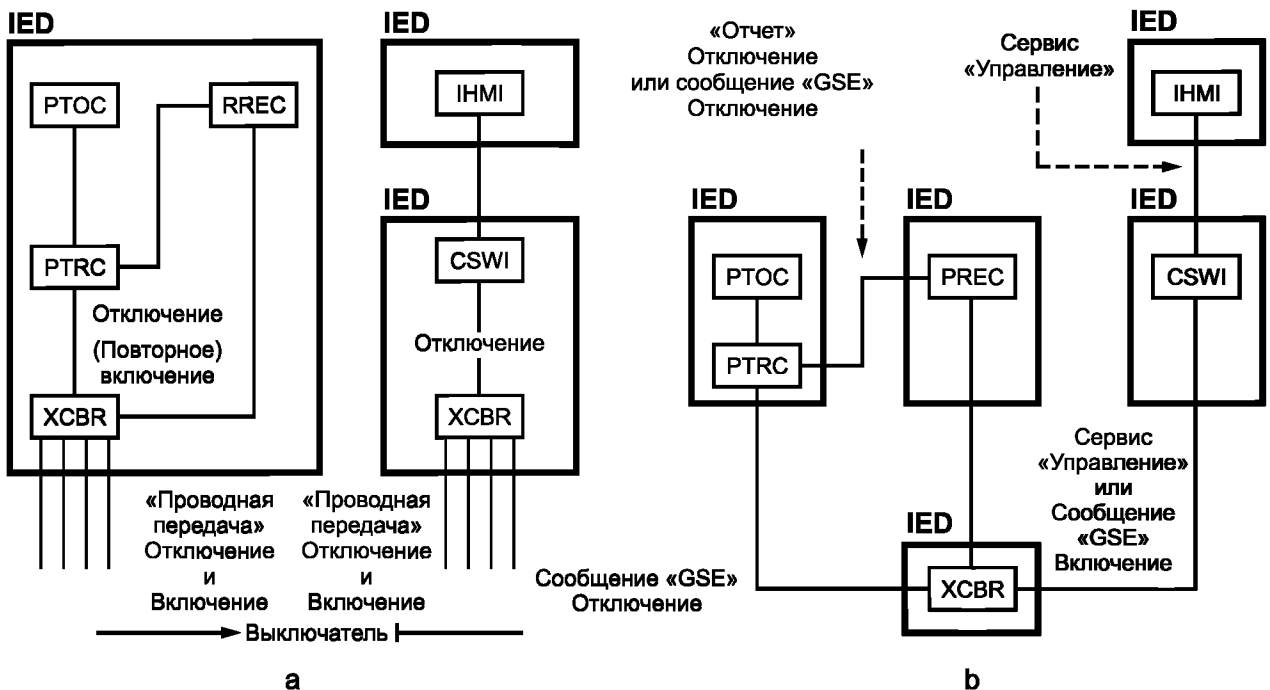 IED
PTOC
RREC
PTRC
Отключение
(Повторное)
включение
XCBR
«Проводная
передача»
Отключение
и
Включение
IED
IHMI
IED
CSWI
Отключение
XCBR
«Проводная
передача»
Отключение
и
Включение
Выключатель
a
«Отчет»
Отключение
или сообщение «GSE»
Отключение
Сервис
«Управление»
IED
IHMI
IED
PTOC
PTRC
IED
PREC
IED
CSWI
Сервис
«Управление»
или
Сообщение
«GSE»
Включение
IED
XCBR
Сообщение «GSE»
Отключение
b